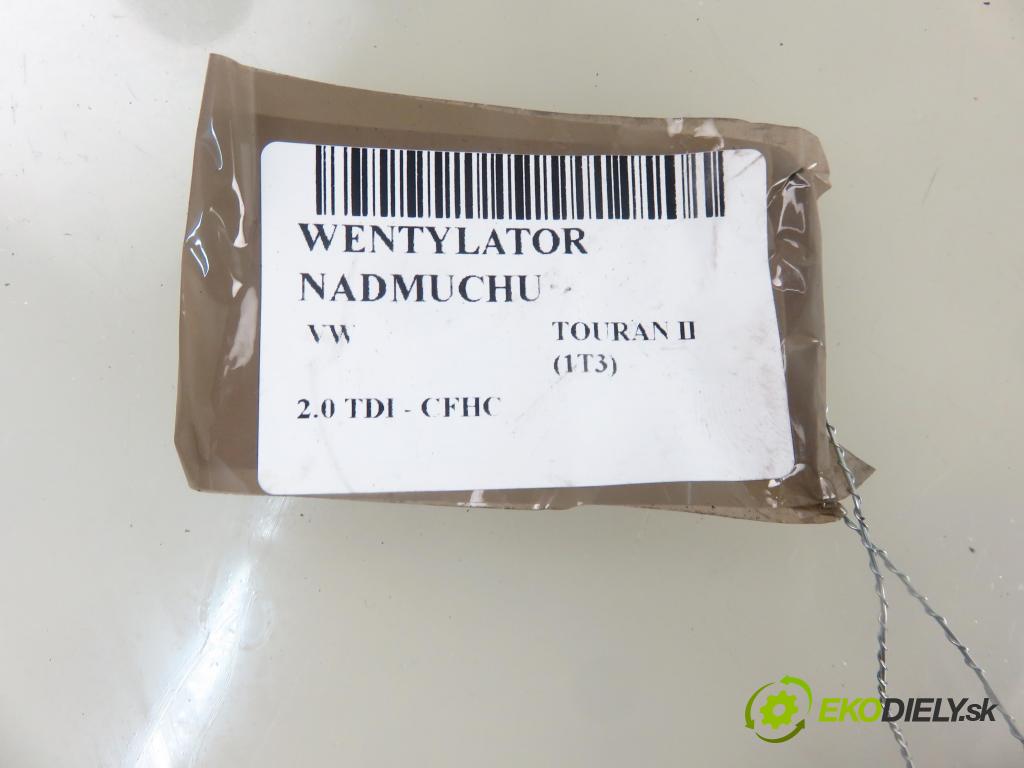 WENTYLATOR
NADMUCHU
VW TOURAN II
(1T3)
2.0 TDI - CFHC
EKODIELY.sk